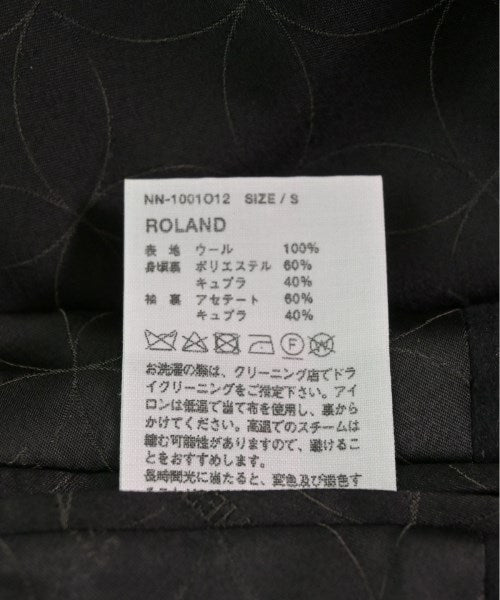 NN-1001O12 SIZE / S
ROLAND
表 地 ウール 100%
身頃裏 ポリエステル 60%
キュプラ 40%
袖 裏 アセテート 60%
キュプラ 40%
お洗濯の際は、クリーニング店でドラ
イクリーニングをご指定下さい。アイ
ロンは低温で当て布を使用し、裏から
かけてください。高温でのスチームは
縮む可能性がありますので、避けるこ
とをおすすめします。
長時間光に当たると、変色及び褪色す